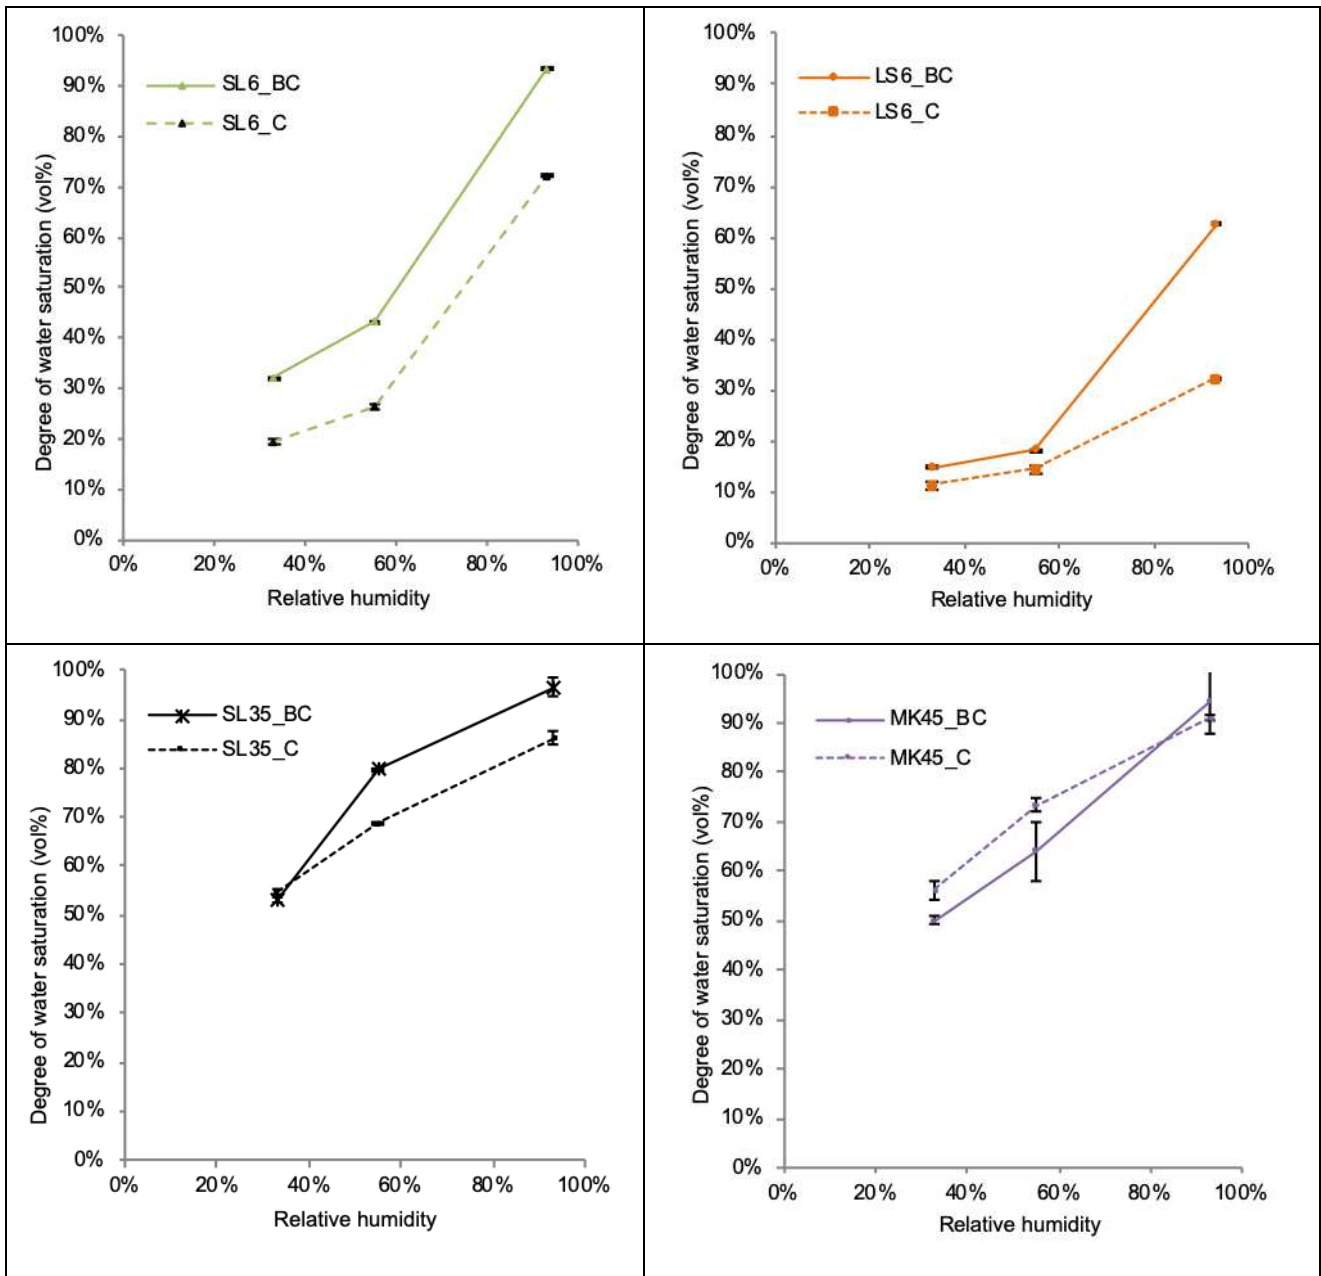 100%
90%
80%
70%
60%
50%
40%
30%
20%
10%
0%
Degree of water saturation (vol%)
SL6_BC
SL6_C
0% 20% 40% 60% 80% 100%
Relative humidity
100%
90%
80%
70%
60%
50%
40%
30%
20%
10%
0%
Degree of water saturation (vol%)
LS6_BC
LS6_C
0% 20% 40% 60% 80% 100%
Relative humidity
100%
90%
80%
70%
60%
50%
40%
30%
20%
10%
0%
Degree of water saturation (vol%)
SL35_BC
SL35_C
0% 20% 40% 60% 80% 100%
Relative humidity
100%
90%
80%
70%
60%
50%
40%
30%
20%
10%
0%
Degree of water saturation (vol%)
MK45_BC
MK45_C
0% 20% 40% 60% 80% 100%
Relative humidity